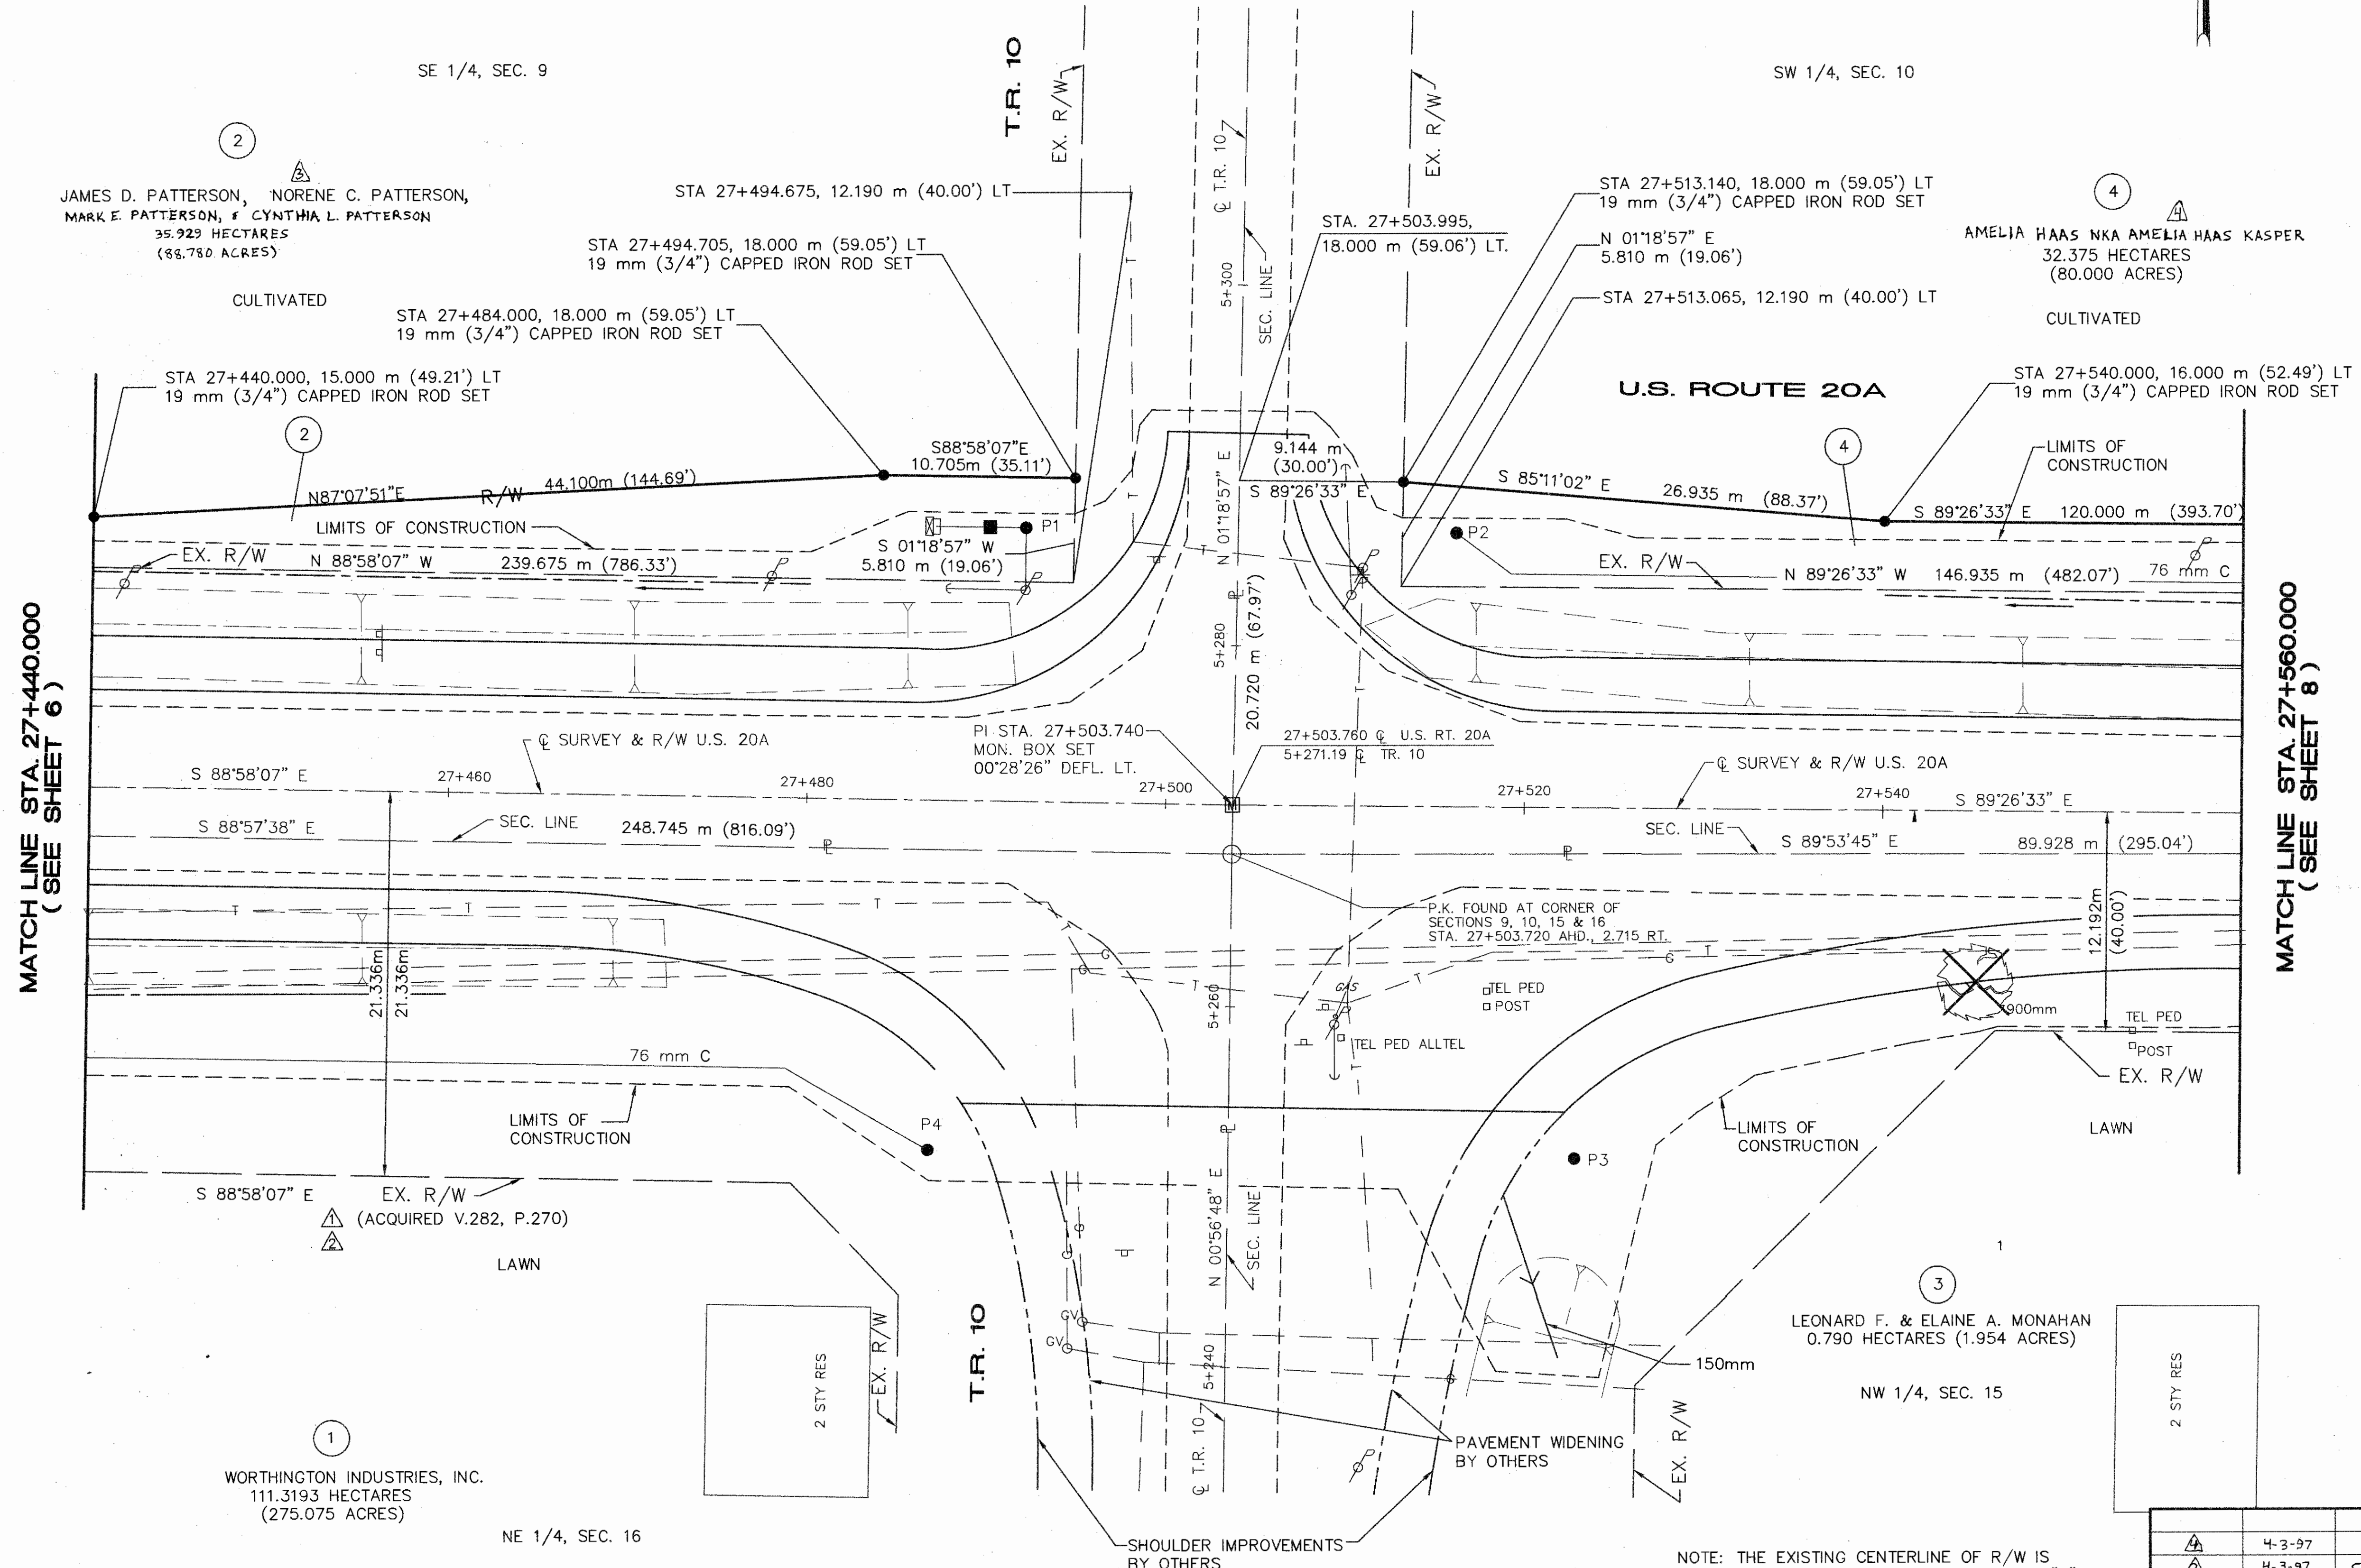 SE 1/4, SEC. 9
T.R. 10
EX. R/W
℄ T.R. 10
SEC. LINE
5+300
EX. R/W
SW 1/4, SEC. 10
2
3
JAMES D. PATTERSON, NORENE C. PATTERSON,
MARK E. PATTERSON, & CYNTHIA L. PATTERSON
35.929 HECTARES
(88.780 ACRES)
CULTIVATED
STA 27+494.675, 12.190 m (40.00') LT
STA 27+494.705, 18.000 m (59.05') LT
19 mm (3/4") CAPPED IRON ROD SET
STA 27+484.000, 18.000 m (59.05') LT
19 mm (3/4") CAPPED IRON ROD SET
STA 27+440.000, 15.000 m (49.21') LT
19 mm (3/4") CAPPED IRON ROD SET
STA. 27+503.995,
18.000 m (59.06') LT.
STA 27+513.140, 18.000 m (59.05') LT
19 mm (3/4") CAPPED IRON ROD SET
N 01°18'57" E
5.810 m (19.06')
STA 27+513.065, 12.190 m (40.00') LT
4
4
AMELIA HAAS NKA AMELIA HAAS KASPER
32.375 HECTARES
(80.000 ACRES)
CULTIVATED
U.S. ROUTE 20A
STA 27+540.000, 16.000 m (52.49') LT
19 mm (3/4") CAPPED IRON ROD SET
2
4
LIMITS OF
CONSTRUCTION
N87°07'51"E
R/W
44.100m (144.69')
S88°58'07"E
10.705m (35.11')
9.144 m
(30.00')
S 89°26'33" E
S 85°11'02" E
26.935 m (88.37')
S 89°26'33" E 120.000 m (393.70')
LIMITS OF CONSTRUCTION
P1
P2
S 01°18'57" W
5.810 m (19.06')
EX. R/W
N 88°58'07" W
239.675 m (786.33')
EX. R/W
N 89°26'33" W 146.935 m (482.07')
76 mm C
N 01°18'57" E
20.720 m (67.97')
5+280
MATCH LINE STA. 27+440.000
( SEE SHEET 6 )
MATCH LINE STA. 27+560.000
( SEE SHEET 8 )
PI STA. 27+503.740
MON. BOX SET
00°28'26" DEFL. LT.
27+503.760 ℄ U.S. RT. 20A
5+271.19 ℄ TR. 10
℄ SURVEY & R/W U.S. 20A
℄ SURVEY & R/W U.S. 20A
S 88°58'07" E
27+460
27+480
27+500
M
27+520
27+540
S 89°26'33" E
S 88°57'38" E
SEC. LINE
248.745 m (816.09')
SEC. LINE
S 89°53'45" E
89.928 m (295.04')
P.K. FOUND AT CORNER OF
SECTIONS 9, 10, 15 & 16
STA. 27+503.720 AHD., 2.715 RT.
12.192m
(40.00')
21.336m
21.336m
T
T
T
T
G
G
T
G
T
GAS
5+260
TEL PED
POST
TEL PED ALLTEL
900mm
TEL PED
POST
EX. R/W
76 mm C
LIMITS OF
CONSTRUCTION
P4
P3
LIMITS OF
CONSTRUCTION
LAWN
S 88°58'07" E
EX. R/W
1
(ACQUIRED V.282, P.270)
2
LAWN
N 00°56'48" E
SEC. LINE
1
3
LEONARD F. & ELAINE A. MONAHAN
0.790 HECTARES (1.954 ACRES)
NW 1/4, SEC. 15
2 STY RES
EX. R/W
T.R. 10
GV
GV
5+240
℄ T.R. 10
150mm
EX. R/W
2 STY RES
PAVEMENT WIDENING
BY OTHERS
1
WORTHINGTON INDUSTRIES, INC.
111.3193 HECTARES
(275.075 ACRES)
NE 1/4, SEC. 16
SHOULDER IMPROVEMENTS
BY OTHERS
NOTE: THE EXISTING CENTERLINE OF R/W IS
4 4-3-97
4-3-97